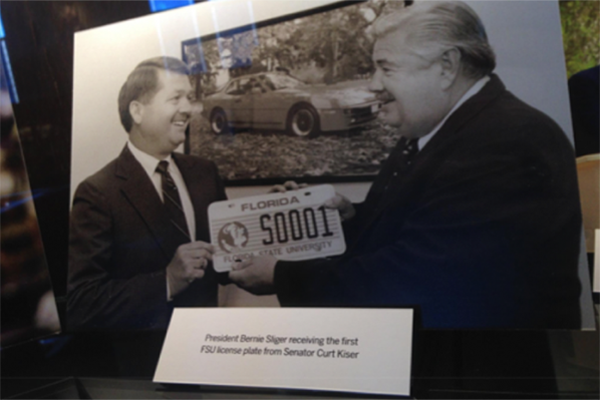 FLORIDA
S0001
FLORIDA STATE UNIVERSITY
President Bernie Sliger receiving the first
FSU license plate from Senator Curt Kiser